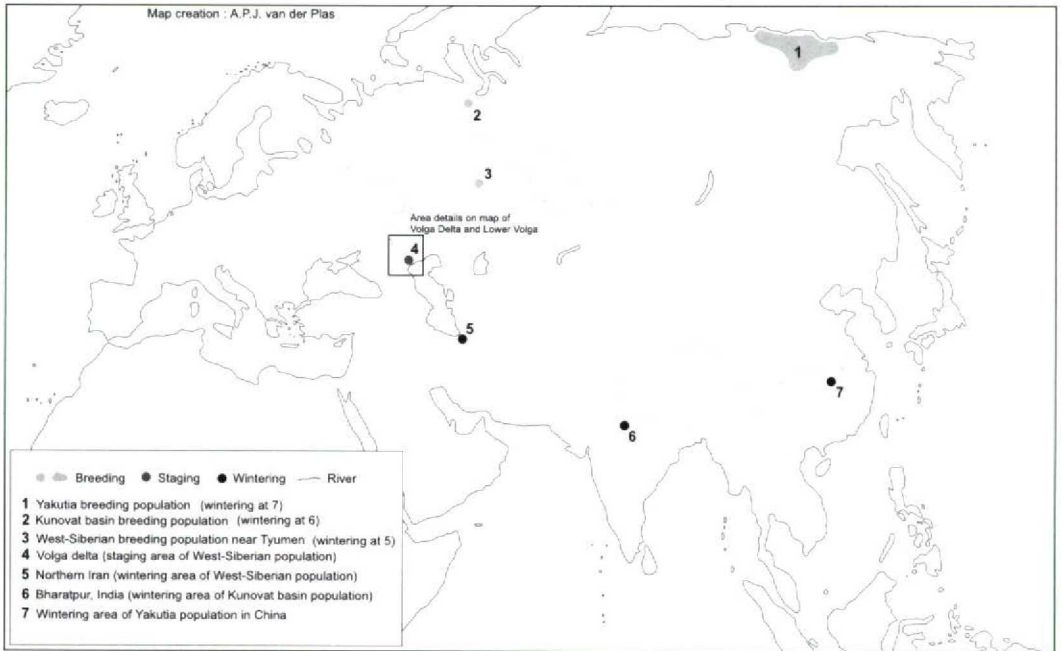 Map creation : A.P.J. van der Plas
1
2
3
Area details on map of
Volga Delta and Lower Volga
4
5
7
6
Breeding Staging Wintering River
1 Yakutia breeding population (wintering at 7)
2 Kunovat basin breeding population (wintering at 6)
3 West-Siberian breeding population near Tyumen (wintering at 5)
4 Volga delta (staging area of West-Siberian population)
5 Northern Iran (wintering area of West-Siberian population)
6 Bharatpur, India (wintering area of Kunovat basin population)
7 Wintering area of Yakutia population in China